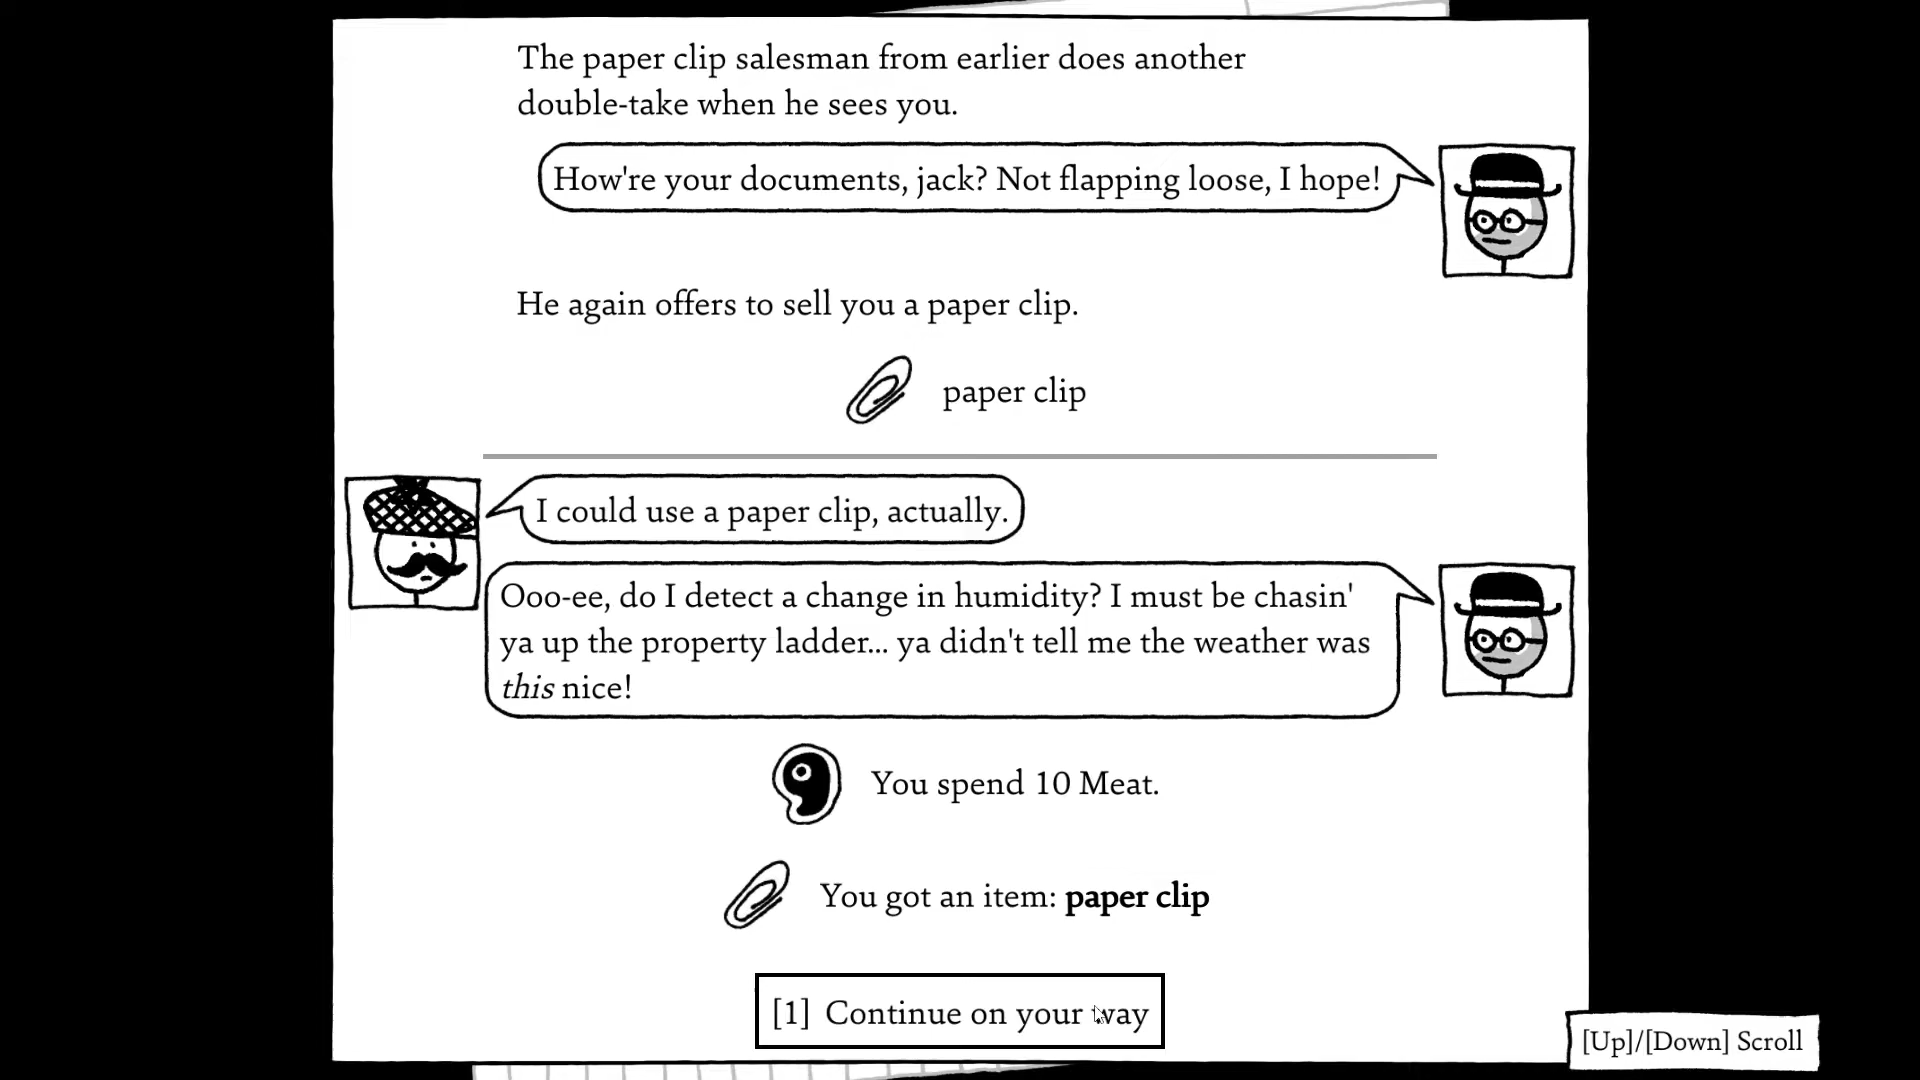 The paper clip salesman from earlier does another
double-take when he sees you.
How're your documents, jack? Not flapping loose, I hope!
He again offers to sell you a paper clip.
paper clip
I could use a paper clip, actually.
Ooo-ee, do I detect a change in humidity? I must be chasin'
ya up the property ladder... ya didn't tell me the weather was
this nice!
You spend 10 Meat.
You got an item: paper clip
[1] Continue on your way
[Up]/[Down] Scroll